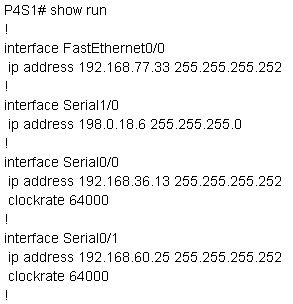 P4S1# show run
!
interface FastEthernet0/0
ip address 192.168.77.33 255.255.255.252
!
interface Serial1/0
ip address 198.0.18.6 255.255.255.0
!
interface Serial0/0
ip address 192.168.36.13 255.255.255.252
clockrate 64000
!
interface Serial0/1
ip address 192.168.60.25 255.255.255.252
clockrate 64000
!